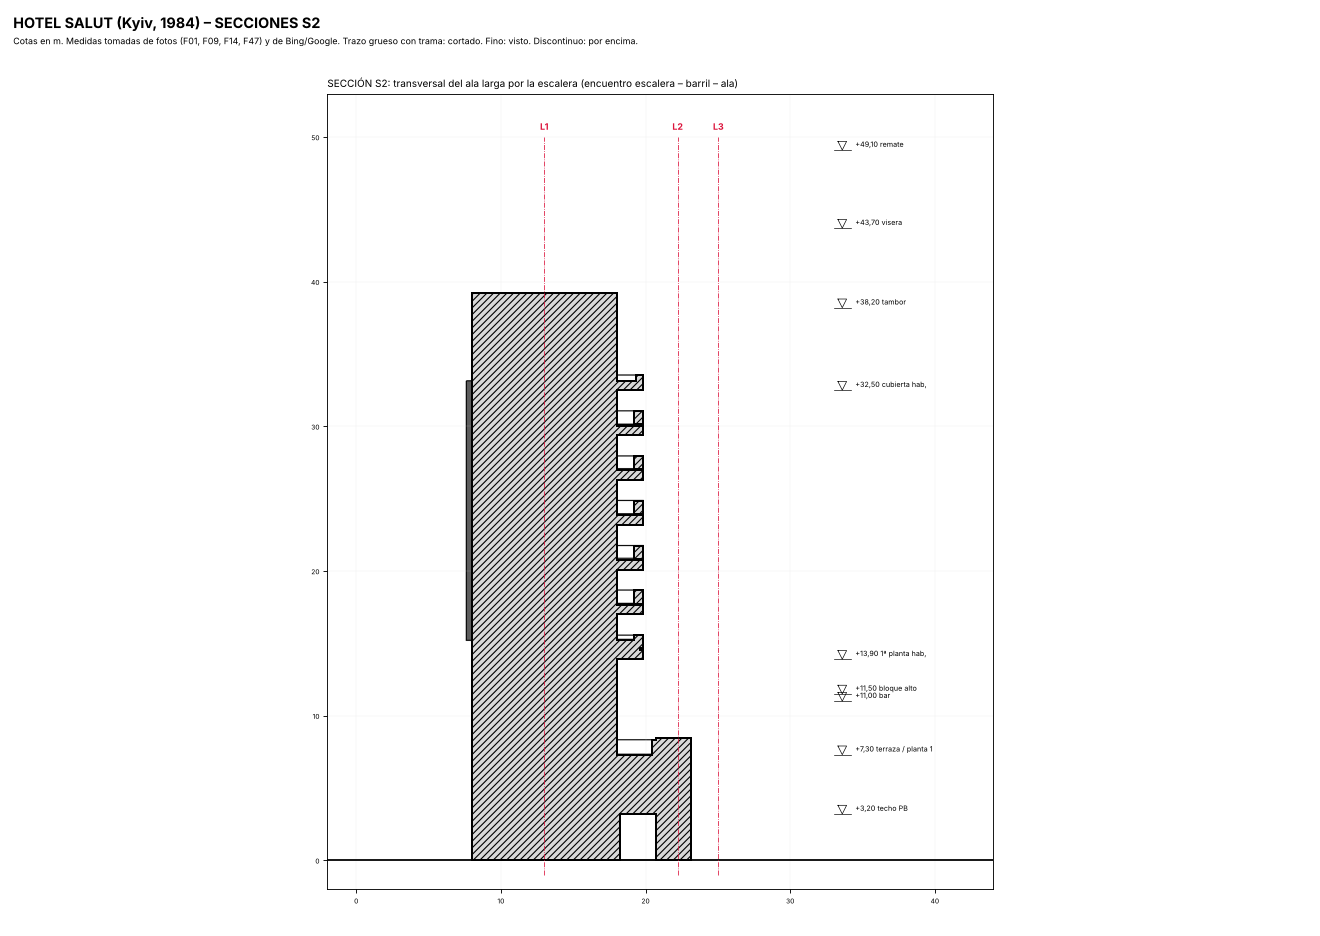 HOTEL SALUT (Kyiv, 1984) – SECCIONES S2
Cotas en m. Medidas tomadas de fotos (F01, F09, F14, F47) y de Bing/Google. Trazo grueso con trama: cortado. Fino: visto. Discontinuo: por encima.
SECCIÓN S2: transversal del ala larga por la escalera (encuentro escalera – barril – ala)
L1 L2 L3
50
+49,10 remate
+43,70 visera
40
+38,20 tambor
+32,50 cubierta hab,
30
20
+13,90 1ª planta hab,
+11,50 bloque alto
+11,00 bar
10
+7,30 terraza / planta 1
+3,20 techo PB
0
0 10 20 30 40